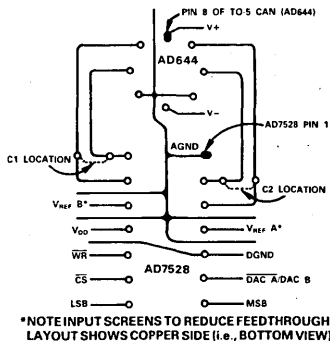 PIN 8 OF TO-5 CAN (AD644)
V+
AD644
V–
AGND
AD7528 PIN 1
C1 LOCATION
C2 LOCATION
VREF B*
VREF A*
VDD
DGND
WR
AD7528
CS
DAC A/DAC B
LSB
MSB
*NOTE INPUT SCREENS TO REDUCE FEEDTHROUGH
LAYOUT SHOWS COPPER SIDE (i.e., BOTTOM VIEW)